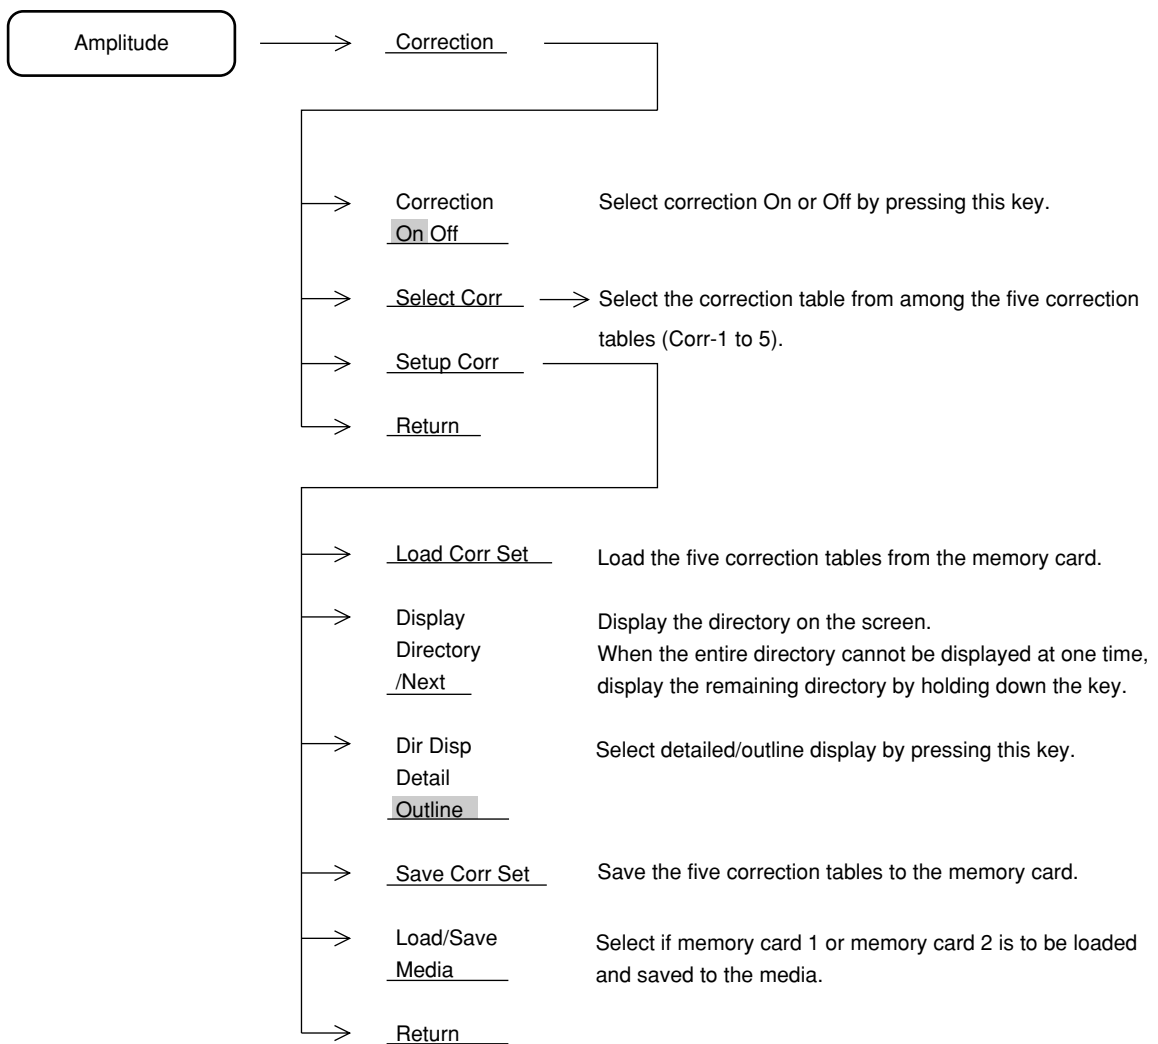 Amplitude
Correction
Correction
Select correction On or Off by pressing this key.
On Off
Select Corr
Select the correction table from among the five correction
tables (Corr-1 to 5).
Setup Corr
Return
Load Corr Set
Load the five correction tables from the memory card.
Display
Display the directory on the screen.
Directory
When the entire directory cannot be displayed at one time,
/Next
display the remaining directory by holding down the key.
Dir Disp
Select detailed/outline display by pressing this key.
Detail
Outline
Save Corr Set
Save the five correction tables to the memory card.
Load/Save
Select if memory card 1 or memory card 2 is to be loaded
Media
and saved to the media.
Return